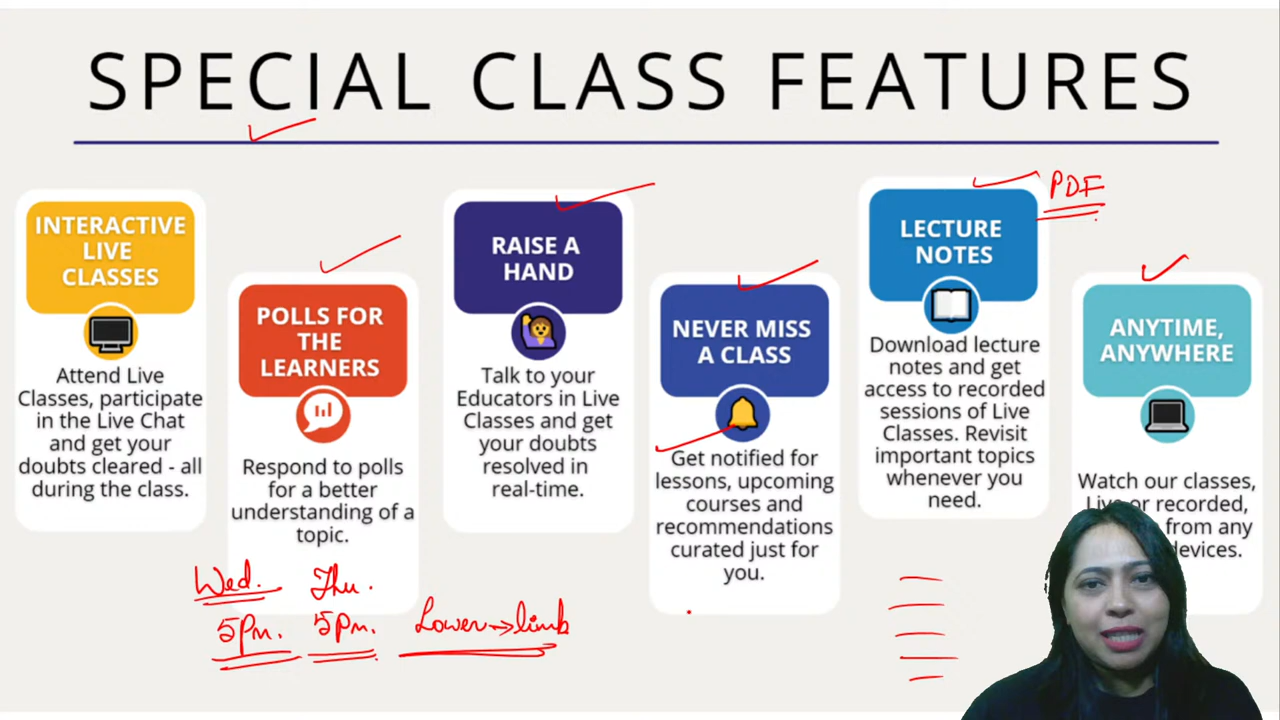 SPECIAL CLASS FEATURES
INTERACTIVE
LIVE
CLASSES
Attend Live
Classes, participate
in the Live Chat
and get your
doubts cleared - all
during the class.
POLLS FOR
THE
LEARNERS
Respond to polls
for a better
understanding of a
topic.
RAISE A
HAND
Talk to your
Educators in Live
Classes and get
your doubts
resolved in
real-time.
NEVER MISS
A CLASS
Get notified for
lessons, upcoming
courses and
recommendations
curated just for
you.
LECTURE
NOTES
PDF
Download lecture
notes and get
access to recorded
sessions of Live
Classes. Revisit
important topics
whenever you
need.
ANYTIME,
ANYWHERE
Watch our classes,
Live or recorded,
from any
devices.
Wed. Thu.
5Pm. 5Pm. Lower→limb